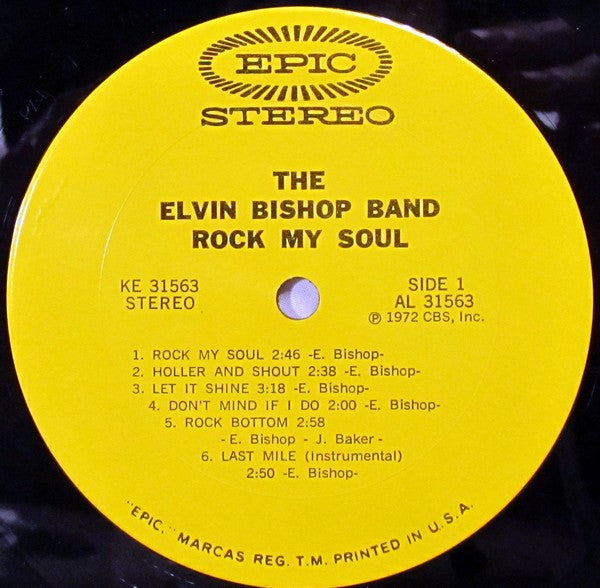 EPIC
STEREO
THE
ELVIN BISHOP BAND
ROCK MY SOUL
KE 31563
STEREO
SIDE 1
AL 31563
Ⓟ 1972 CBS, Inc.
1. ROCK MY SOUL 2:46 -E. Bishop-
2. HOLLER AND SHOUT 2:38 -E. Bishop-
3. LET IT SHINE 3:18 -E. Bishop-
4. DON'T MIND IF I DO 2:00 -E. Bishop-
5. ROCK BOTTOM 2:58
- E. Bishop - J. Baker -
6. LAST MILE (Instrumental)
2:50 -E. Bishop-
"EPIC," MARCAS REG. T.M. PRINTED IN U.S.A.